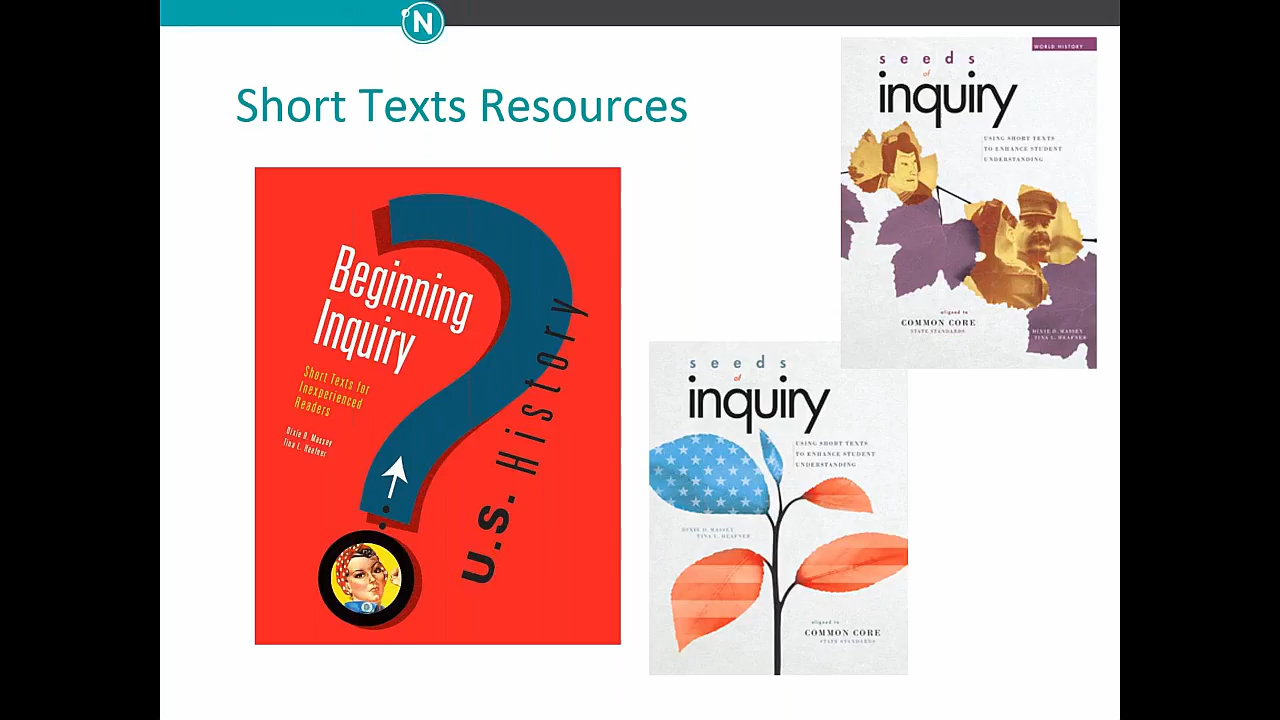 N
Short Texts Resources
Beginning
Inquiry
Short Texts for
Inexperienced
Readers
Dixie D. Massey
Tina L. Heafner
U.S. History
seeds
of
inquiry
USING SHORT TEXTS
TO ENHANCE STUDENT
UNDERSTANDING
DIXIE D. MASSEY
TINA L. HEAFNER
aligned to
COMMON CORE
STATE STANDARDS
WORLD HISTORY
seeds
of
inquiry
USING SHORT TEXTS
TO ENHANCE STUDENT
UNDERSTANDING
aligned to
COMMON CORE
STATE STANDARDS
DIXIE D. MASSEY
TINA L. HEAFNER